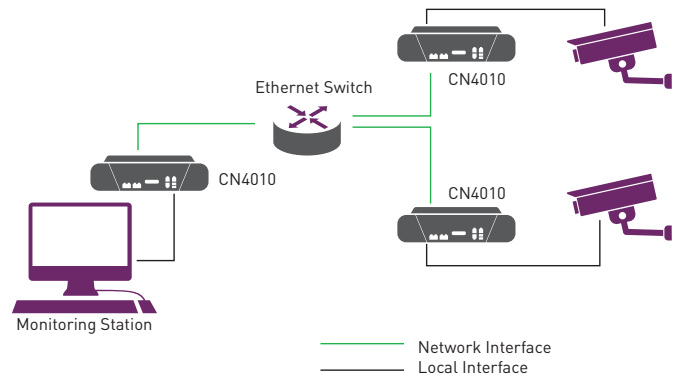 CN4010
Ethernet Switch
CN4010
CN4010
Monitoring Station
Network Interface
Local Interface